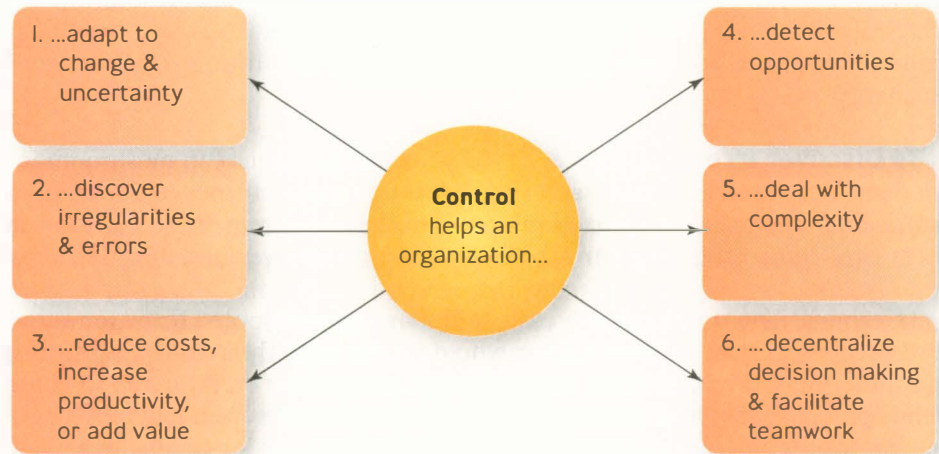 1. ...adapt to
change &
uncertainty
2. ...discover
irregularities
& errors
3. ...reduce costs,
increase
productivity,
or add value
Control
helps an
organization...
4. ...detect
opportunities
5. ...deal with
complexity
6. ...decentralize
decision making
& facilitate
teamwork